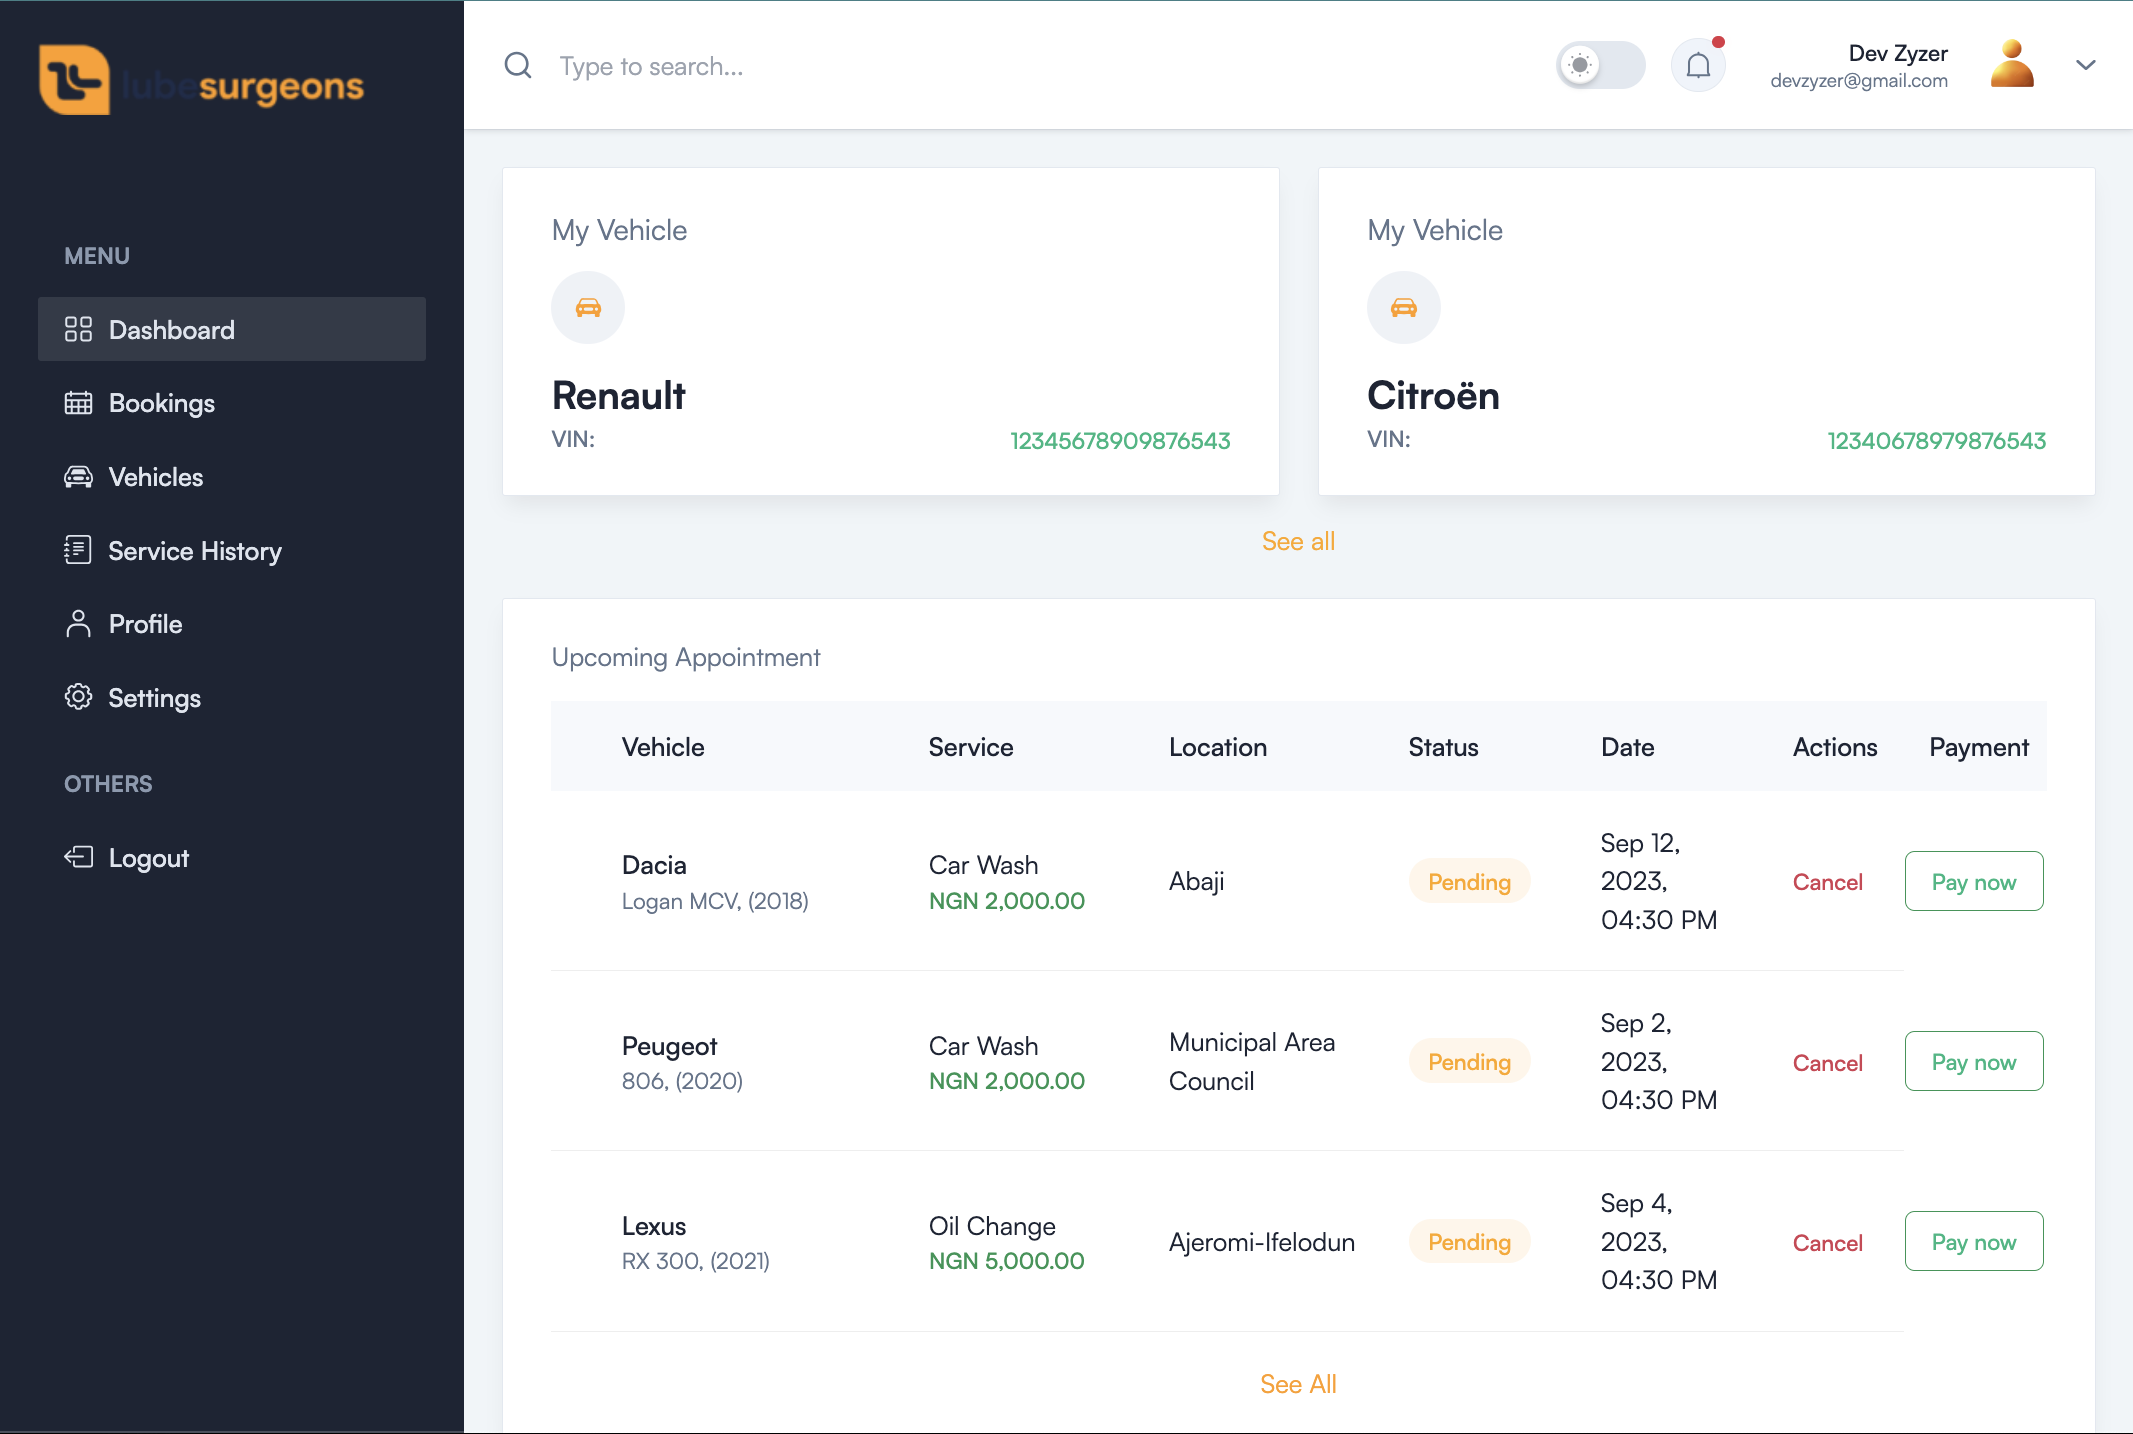 lubesurgeons
Type to search...
Dev Zyzer
devzyzer@gmail.com
MENU
Dashboard
Bookings
Vehicles
Service History
Profile
Settings
OTHERS
Logout
My Vehicle
Renault
VIN: 12345678909876543
My Vehicle
Citroën
VIN: 12340678979876543
See all
Upcoming Appointment
Vehicle Service Location Status Date Actions Payment
Dacia
Logan MCV, (2018)
Car Wash
NGN 2,000.00
Abaji
Pending
Sep 12,
2023,
04:30 PM
Cancel
Pay now
Peugeot
806, (2020)
Car Wash
NGN 2,000.00
Municipal Area
Council
Pending
Sep 2,
2023,
04:30 PM
Cancel
Pay now
Lexus
RX 300, (2021)
Oil Change
NGN 5,000.00
Ajeromi-Ifelodun
Pending
Sep 4,
2023,
04:30 PM
Cancel
Pay now
See All